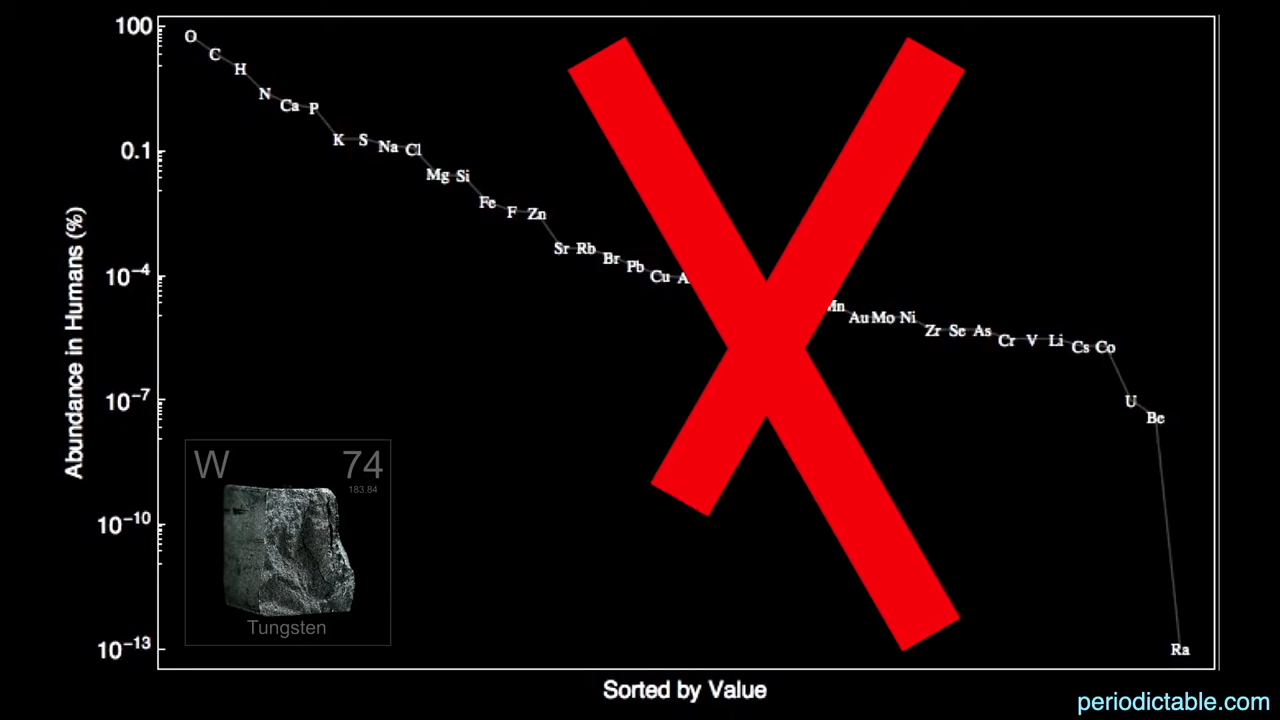 100
0.1
10−4
10−7
10−10
10−13
Abundance in Humans (%)
O C H N Ca P K S Na Cl Mg Si Fe F Zn Sr Rb Br Pb Cu Au Mo Ni Zr Se As Cr V Li Cs Co U Be Ra
W 74
183.84
Tungsten
Sorted by Value
periodictable.com